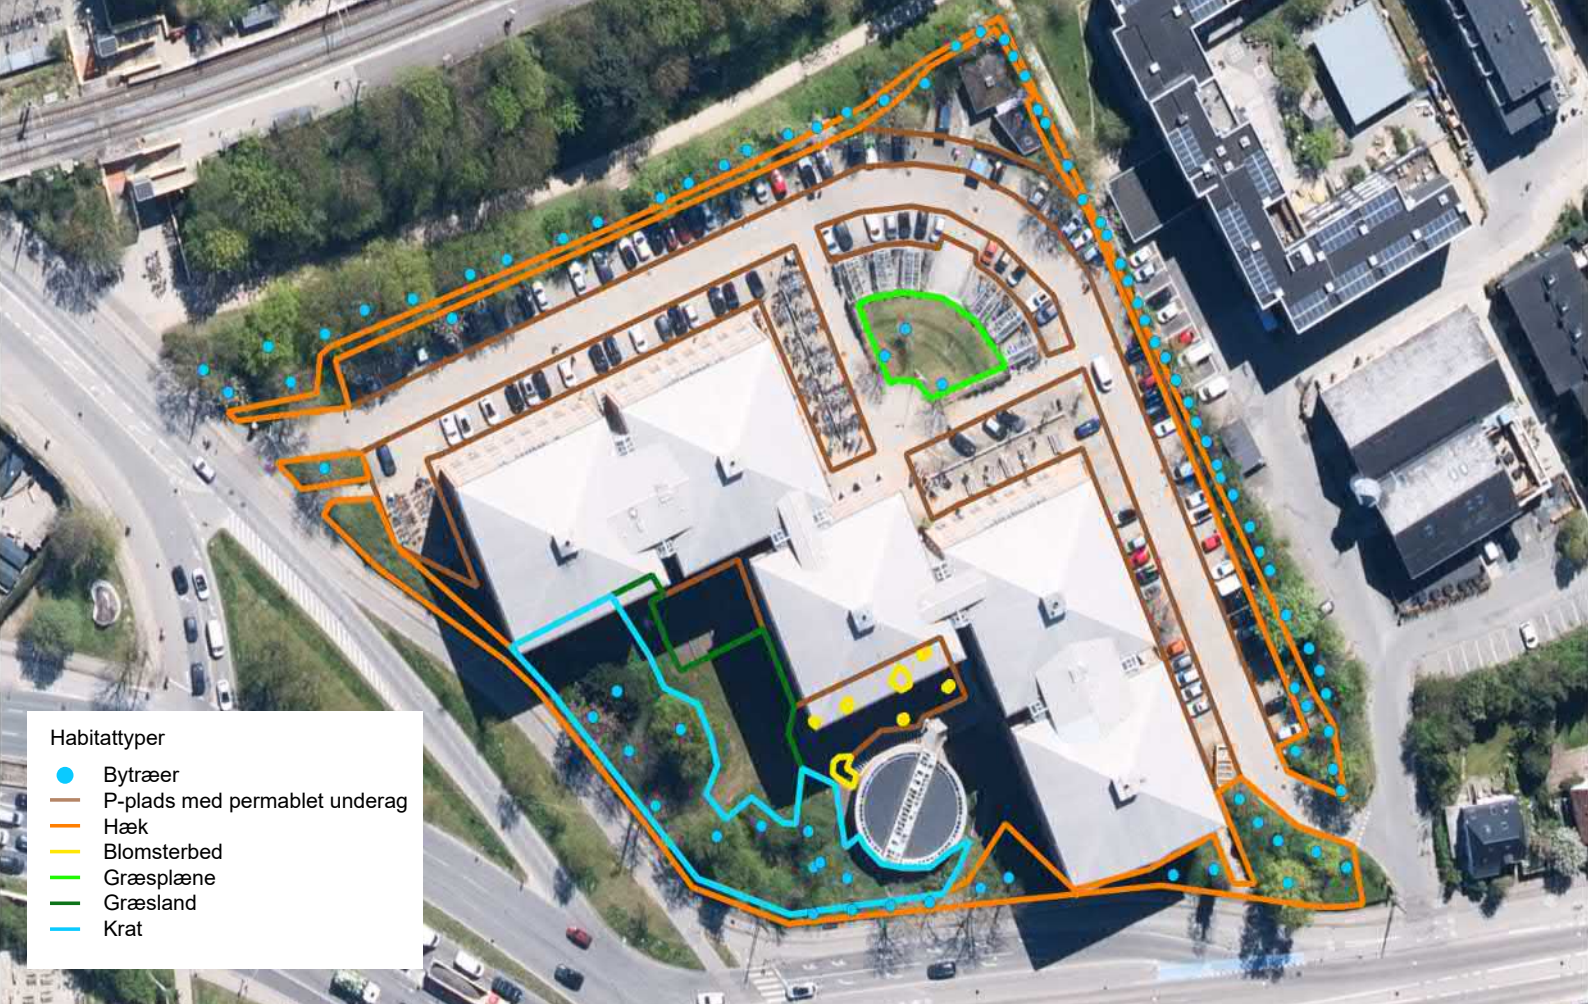 Habitattyper
Bytræer
P-plads med permablet underag
Hæk
Blomsterbed
Græsplæne
Græsland
Krat